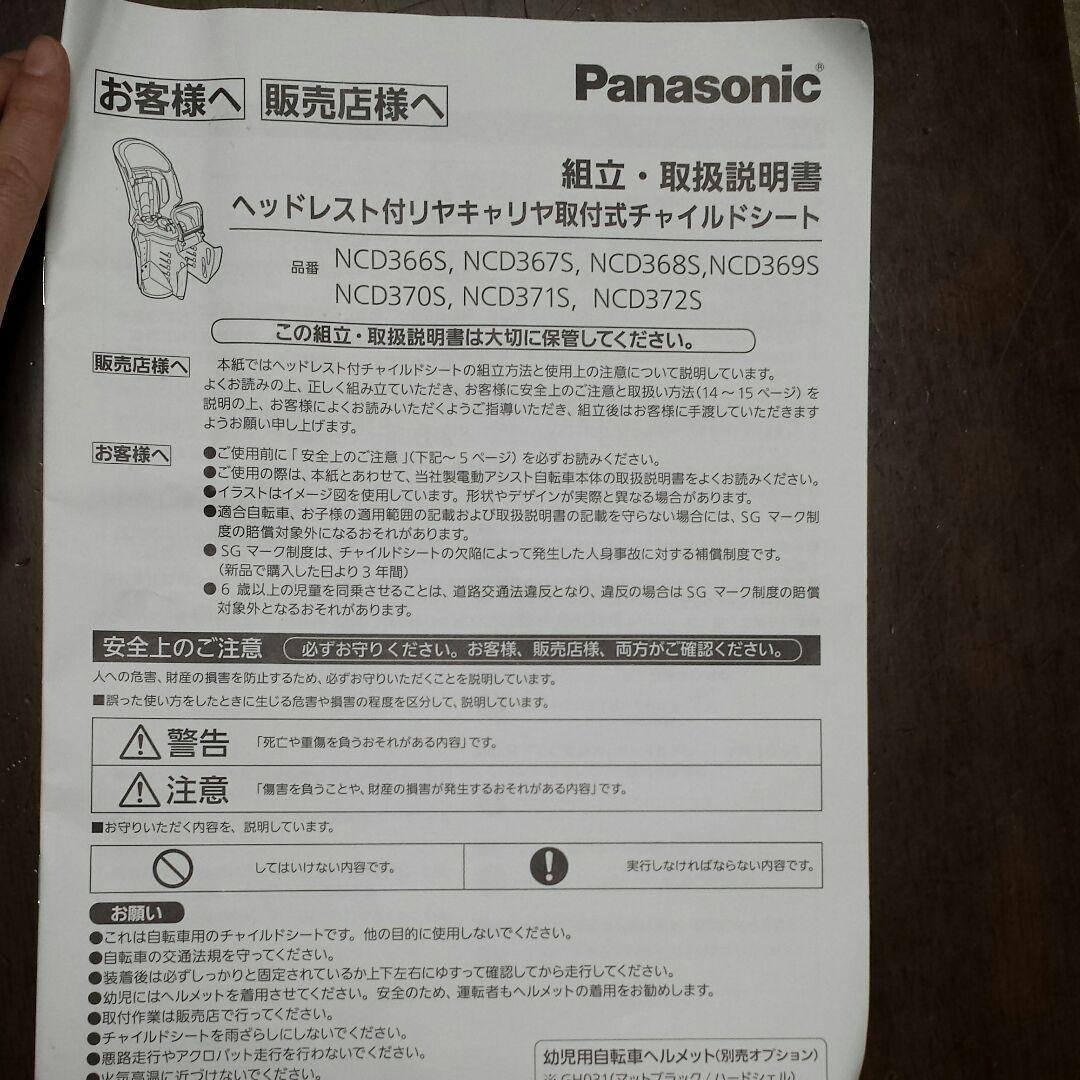 お客様へ 販売店様へ
Panasonic®
組立・取扱説明書
ヘッドレスト付リヤキャリヤ取付式チャイルドシート
品番 NCD366S, NCD367S, NCD368S,NCD369S
NCD370S, NCD371S, NCD372S
この組立・取扱説明書は大切に保管してください。
販売店様へ 本紙ではヘッドレスト付チャイルドシートの組立方法と使用上の注意について説明しています。
よくお読みの上、正しく組み立ていただき、お客様に安全上のご注意と取扱い方法(14～15ページ)を
説明の上、お客様によくお読みいただくようご指導いただき、組立後はお客様に手渡していただきます
ようお願い申し上げます。
お客様へ ●ご使用前に「安全上のご注意」(下記～5ページ)を必ずお読みください。
●ご使用の際は、本紙とあわせて、当社製電動アシスト自転車本体の取扱説明書をよくお読みください。
●イラストはイメージ図を使用しています。形状やデザインが実際と異なる場合があります。
●適合自転車、お子様の適用範囲の記載および取扱説明書の記載を守らない場合には、SG マーク制
度の賠償対象外になるおそれがあります。
●SG マーク制度は、チャイルドシートの欠陥によって発生した人身事故に対する補償制度です。
(新品で購入した日より3年間)
●6 歳以上の児童を同乗させることは、道路交通法違反となり、違反の場合は SG マーク制度の賠償
対象外となるおそれがあります。
安全上のご注意 必ずお守りください。お客様、販売店様、両方がご確認ください。
人への危害、財産の損害を防止するため、必ずお守りいただくことを説明しています。
■誤った使い方をしたときに生じる危害や損害の程度を区分して、説明しています。
警告 「死亡や重傷を負うおそれがある内容」です。
注意 「傷害を負うことや、財産の損害が発生するおそれがある内容」です。
■お守りいただく内容を、説明しています。
してはいけない内容です。 実行しなければならない内容です。
お願い
●これは自転車用のチャイルドシートです。他の目的に使用しないでください。
●自転車の交通法規を守ってください。
●装着後は必ずしっかりと固定されているか上下左右にゆすって確認してから走行してください。
●幼児にはヘルメットを着用させてください。安全のため、運転者もヘルメットの着用をお勧めします。
●取付作業は販売店で行ってください。
●チャイルドシートを雨ざらしにしないでください。
●悪路走行やアクロバット走行を行わないでください。
●火気高温に近づけないでください。
幼児用自転車ヘルメット(別売オプション)
※GH031(マットブラック/ハードシェル)